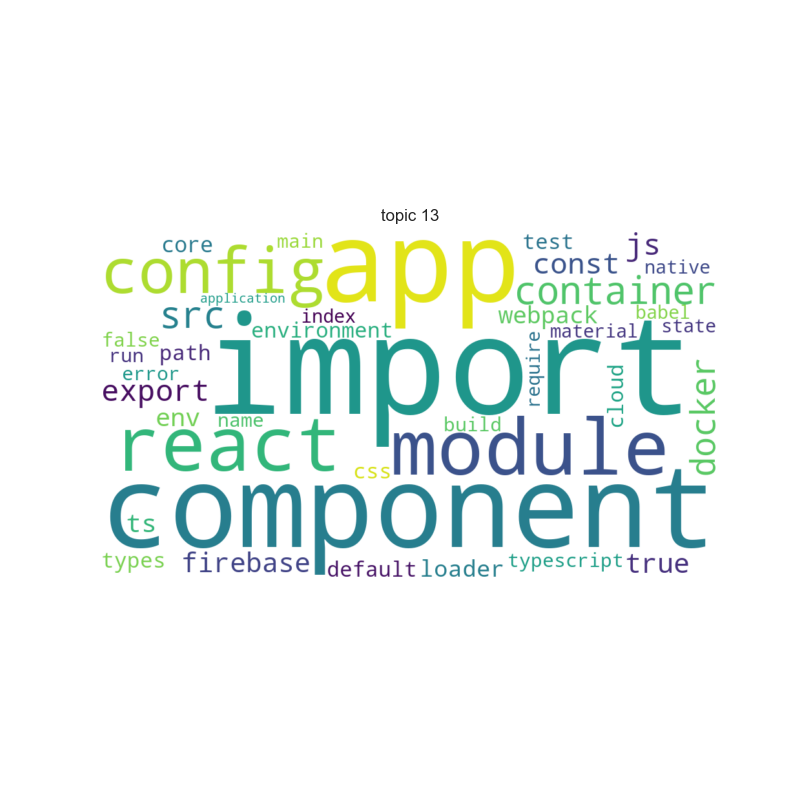 topic 13
core
main
app
test
js
config
const
native
application
container
src
index
webpack
babel
environment
import
material
state
false
run
path
require
error
cloud
docker
export
env
name
build
react
module
css
component
ts
types
firebase
default
loader
typescript
true